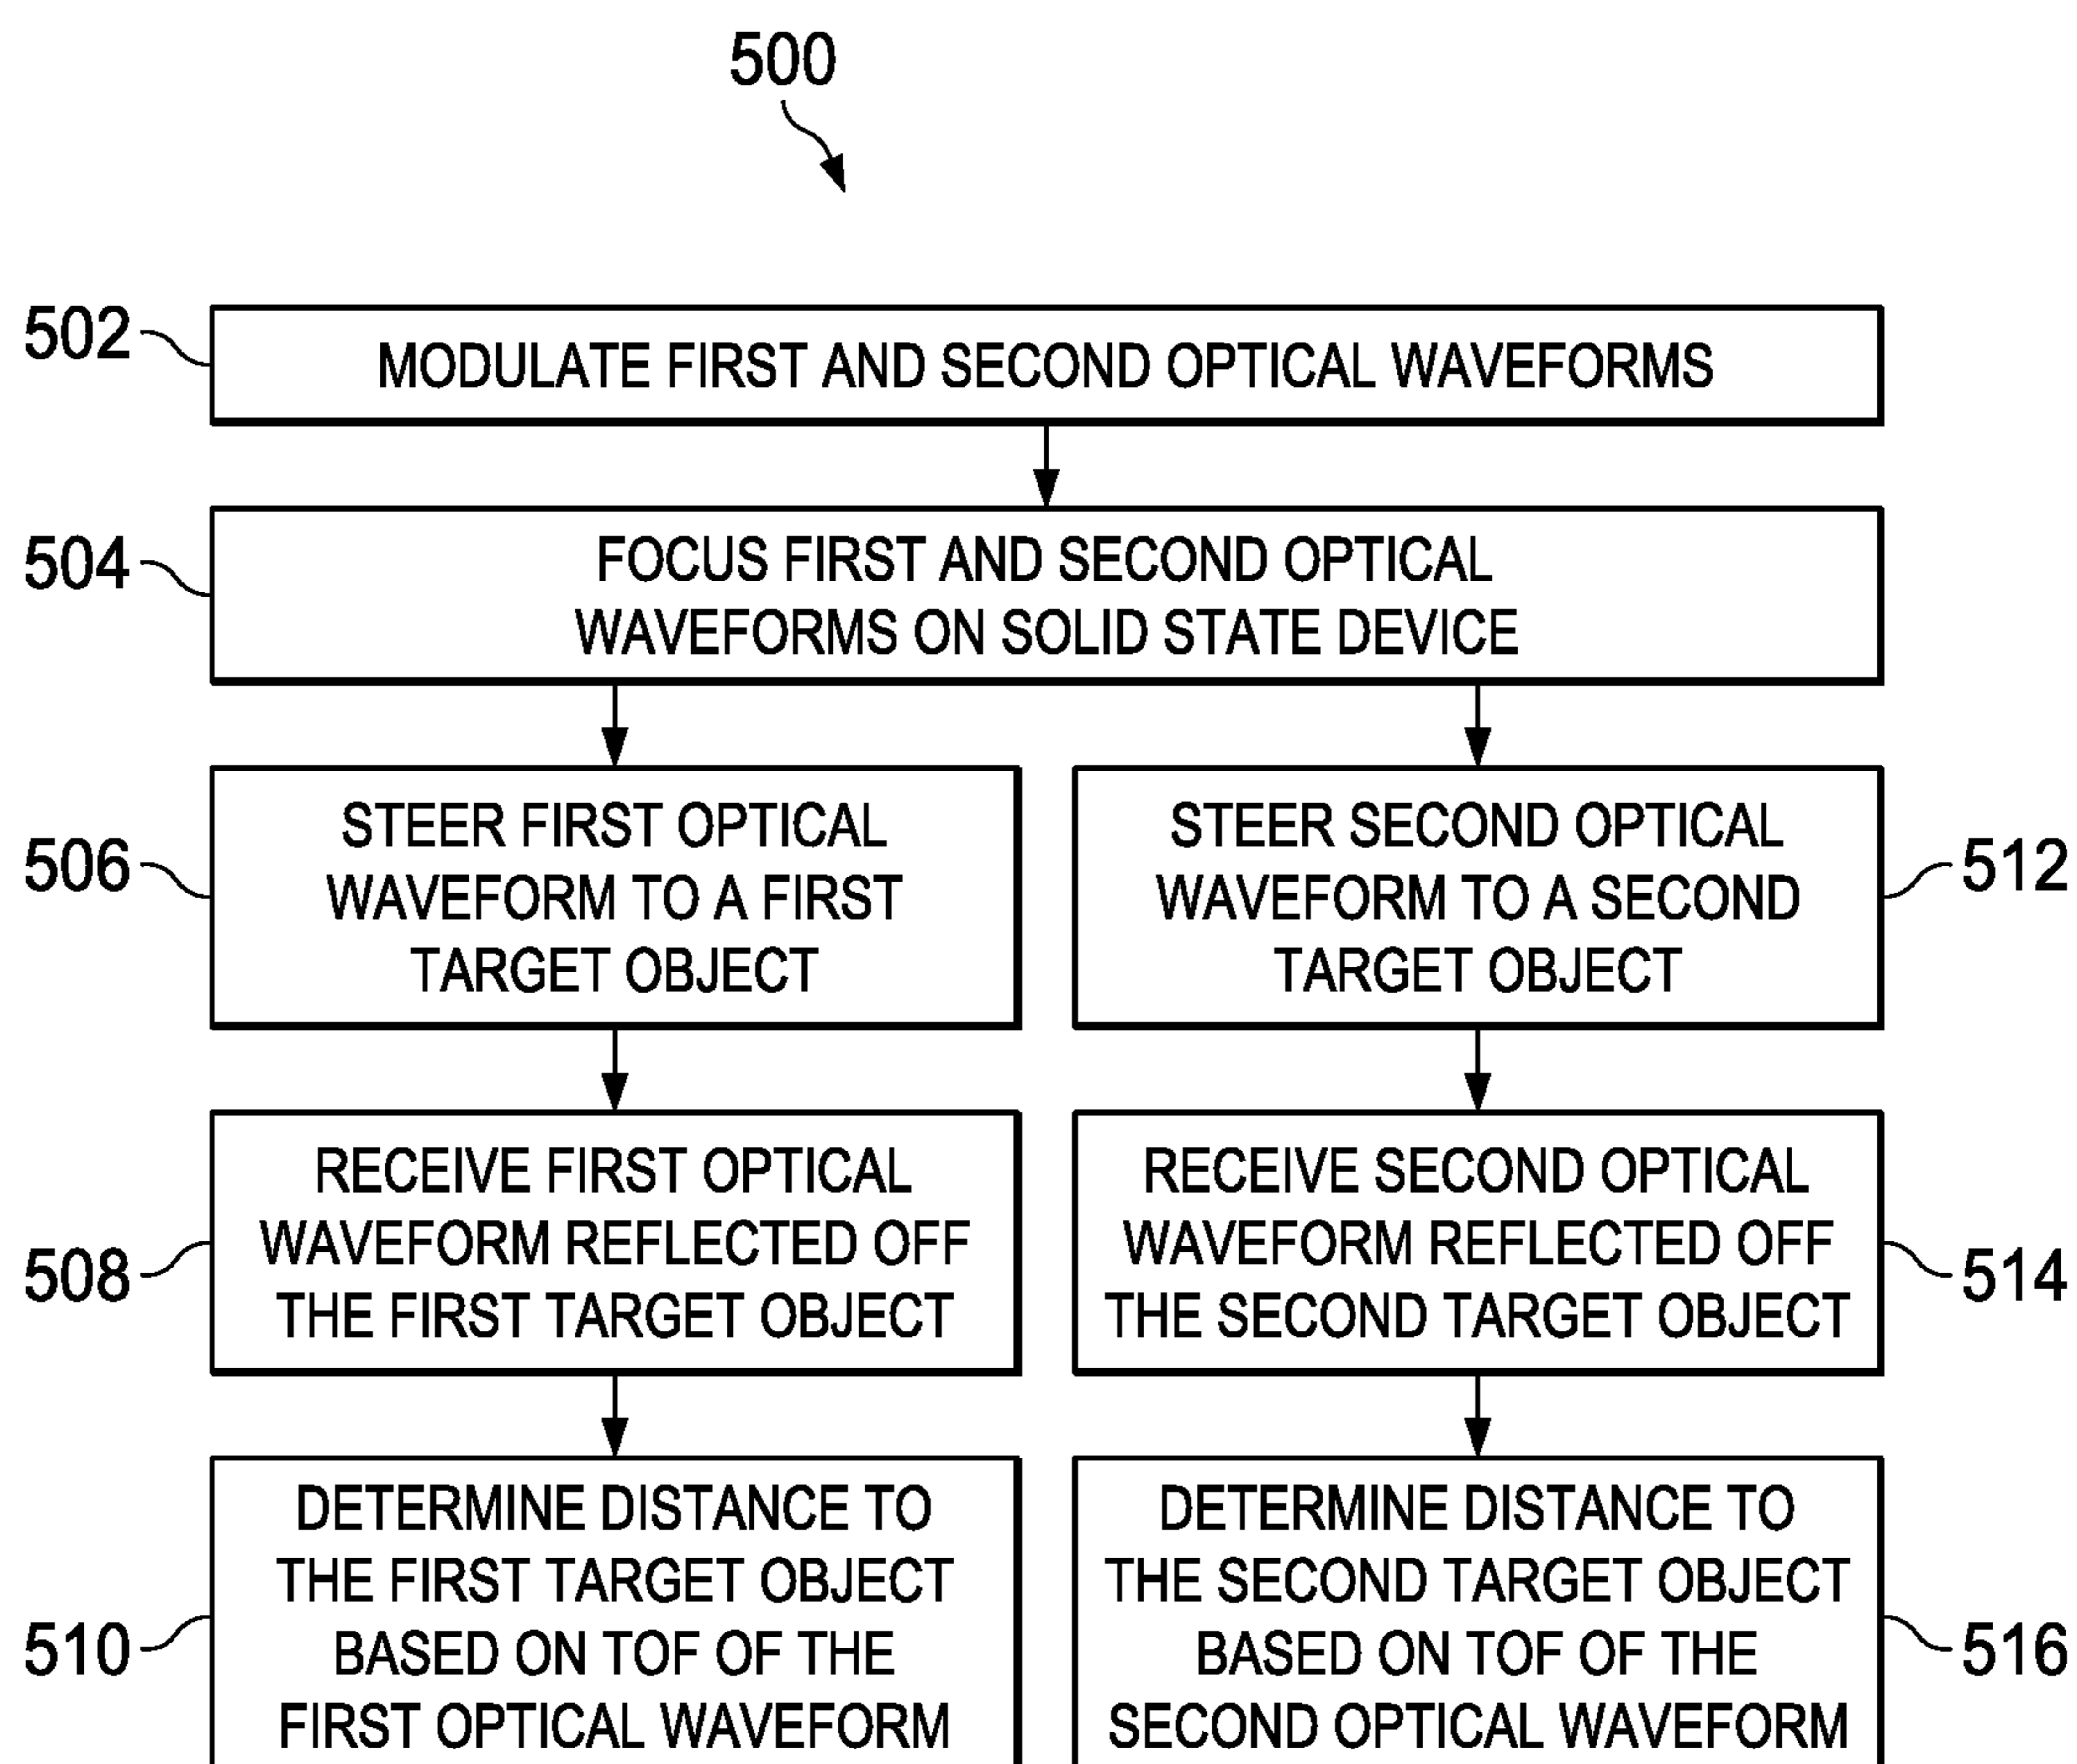 500
502
MODULATE FIRST AND SECOND OPTICAL WAVEFORMS
504
FOCUS FIRST AND SECOND OPTICAL
WAVEFORMS ON SOLID STATE DEVICE
506
STEER FIRST OPTICAL
WAVEFORM TO A FIRST
TARGET OBJECT
STEER SECOND OPTICAL
WAVEFORM TO A SECOND
TARGET OBJECT
512
508
RECEIVE FIRST OPTICAL
WAVEFORM REFLECTED OFF
THE FIRST TARGET OBJECT
RECEIVE SECOND OPTICAL
WAVEFORM REFLECTED OFF
THE SECOND TARGET OBJECT
514
510
DETERMINE DISTANCE TO
THE FIRST TARGET OBJECT
BASED ON TOF OF THE
FIRST OPTICAL WAVEFORM
DETERMINE DISTANCE TO
THE SECOND TARGET OBJECT
BASED ON TOF OF THE
SECOND OPTICAL WAVEFORM
516